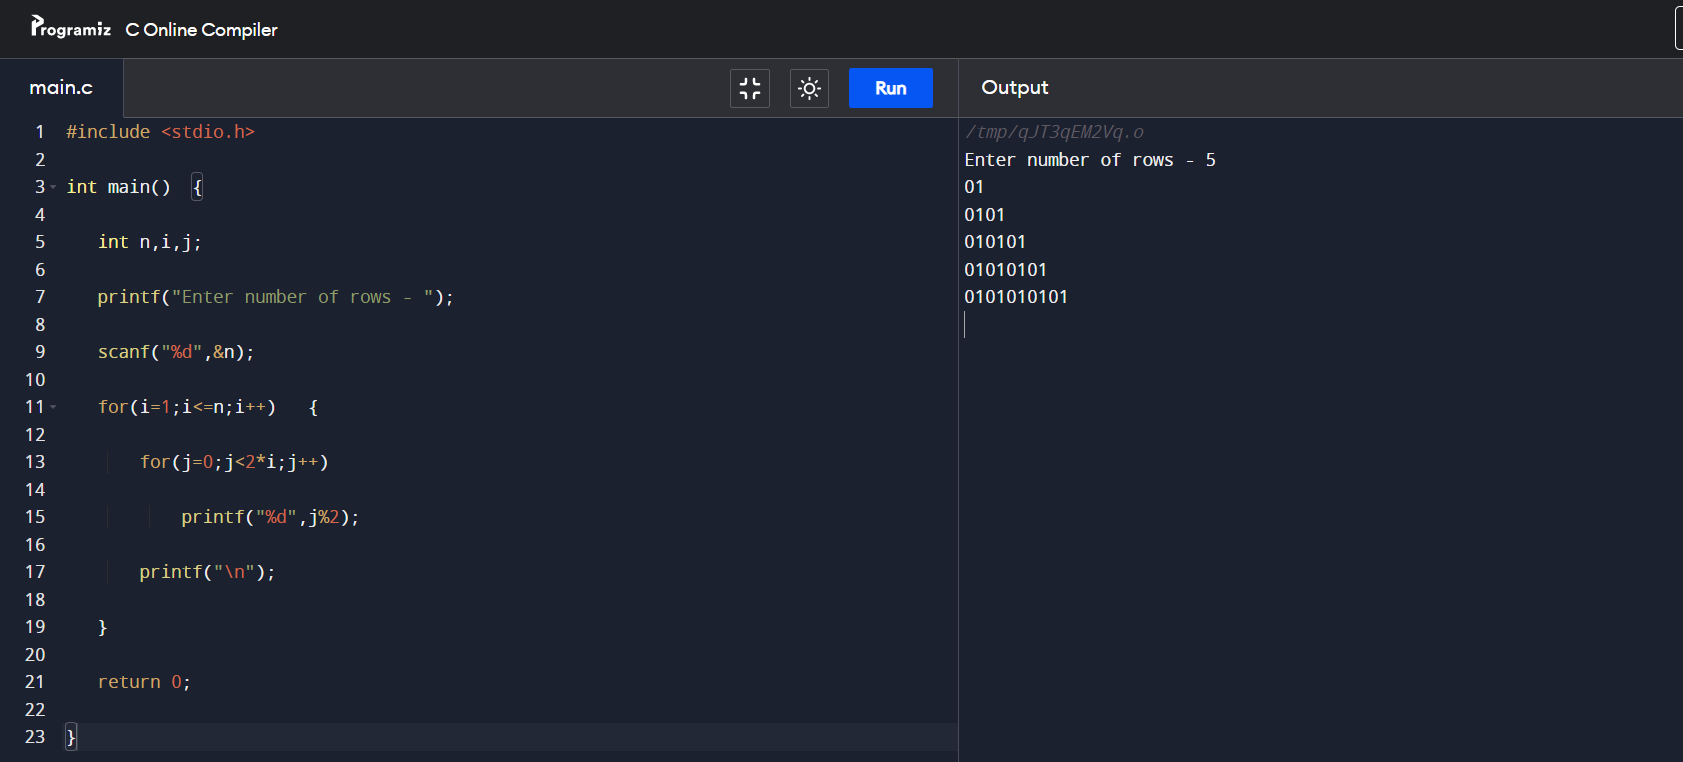 Programiz C Online Compiler
main.c
Run
Output
1 #include <stdio.h>
2
3 int main()  {
4
5    int n,i,j;
6
7    printf("Enter number of rows - ");
8
9    scanf("%d",&n);
10
11    for(i=1;i<=n;i++)   {
12
13        for(j=0;j<2*i;j++)
14
15            printf("%d",j%2);
16
17        printf("\n");
18
19    }
20
21    return 0;
22
23 }
/tmp/qJT3qEM2Vq.o
Enter number of rows - 5
01
0101
010101
01010101
0101010101